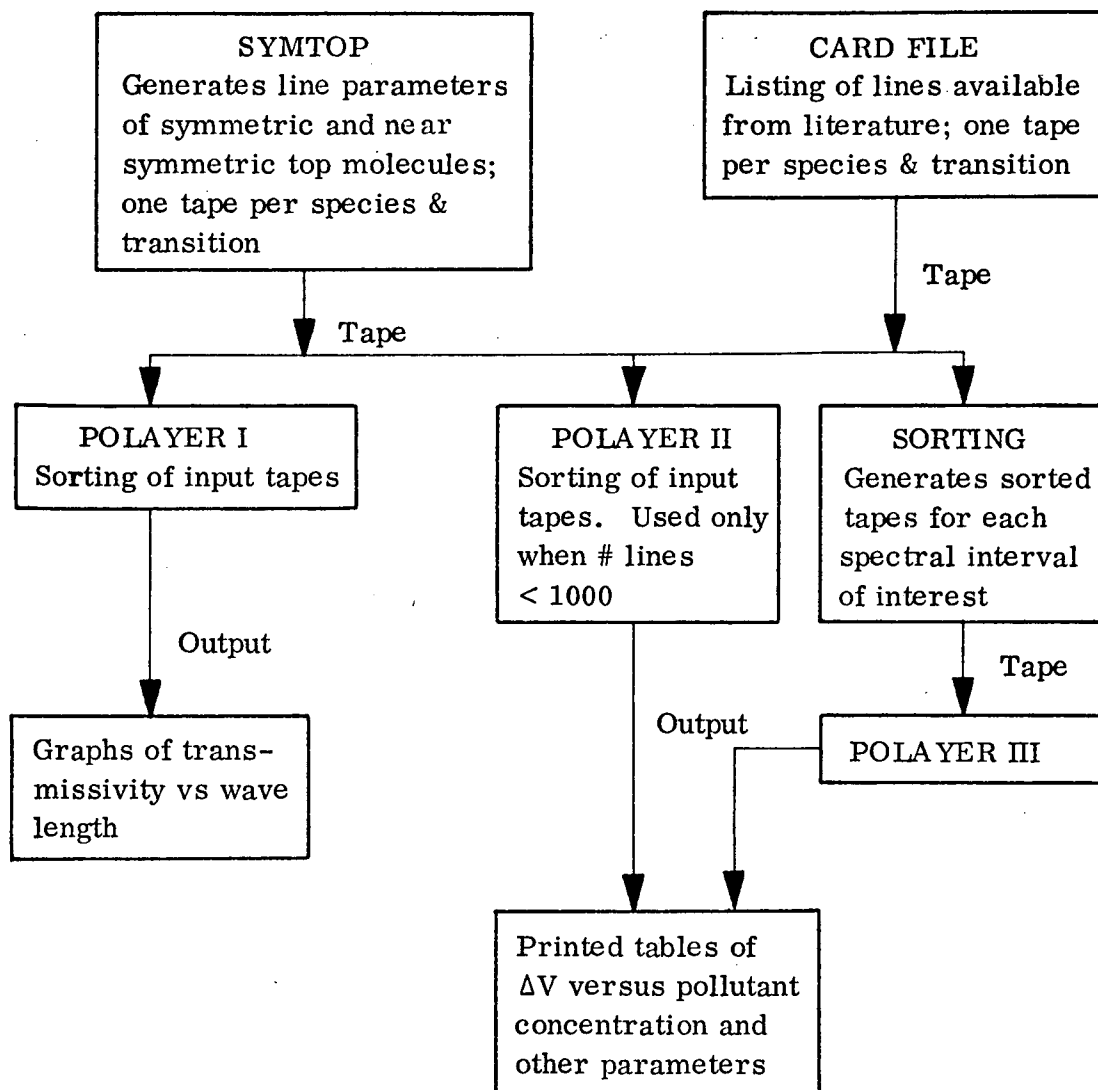 SYMTOP
Generates line parameters
of symmetric and near
symmetric top molecules;
one tape per species &
transition
CARD FILE
Listing of lines available
from literature; one tape
per species & transition
Tape
Tape
POLAYER I
Sorting of input tapes
POLAYER II
Sorting of input
tapes. Used only
when # lines
< 1000
SORTING
Generates sorted
tapes for each
spectral interval
of interest
Output
Tape
Graphs of trans-
missivity vs wave
length
Output
POLAYER III
Printed tables of
ΔV versus pollutant
concentration and
other parameters